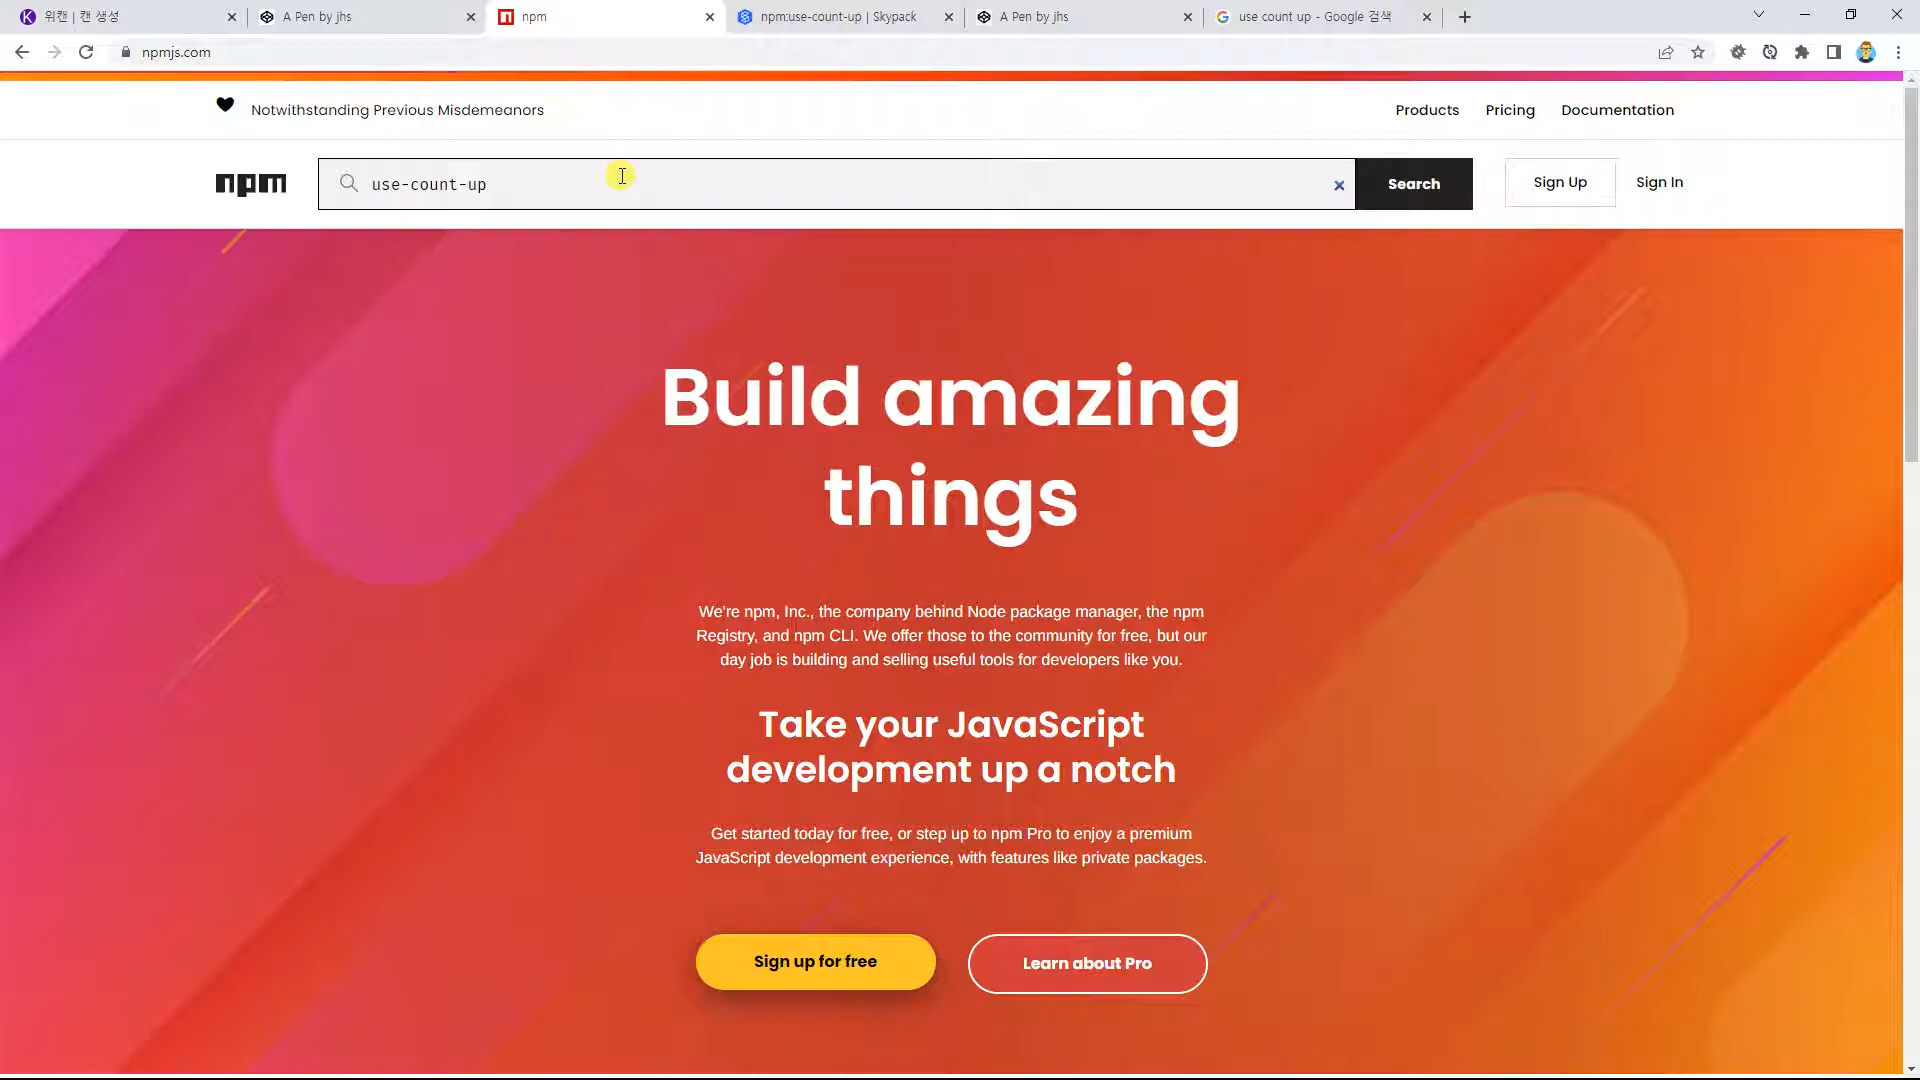 위캔 | 캔 생성
A Pen by jhs
npm
npm:use-count-up | Skypack
A Pen by jhs
use count up - Google 검색
npmjs.com
Notwithstanding Previous Misdemeanors
Products
Pricing
Documentation
npm
use-count-up
Search
Sign Up
Sign In
Build amazing
things
We're npm, Inc., the company behind Node package manager, the npm
Registry, and npm CLI. We offer those to the community for free, but our
day job is building and selling useful tools for developers like you.
Take your JavaScript
development up a notch
Get started today for free, or step up to npm Pro to enjoy a premium
JavaScript development experience, with features like private packages.
Sign up for free
Learn about Pro